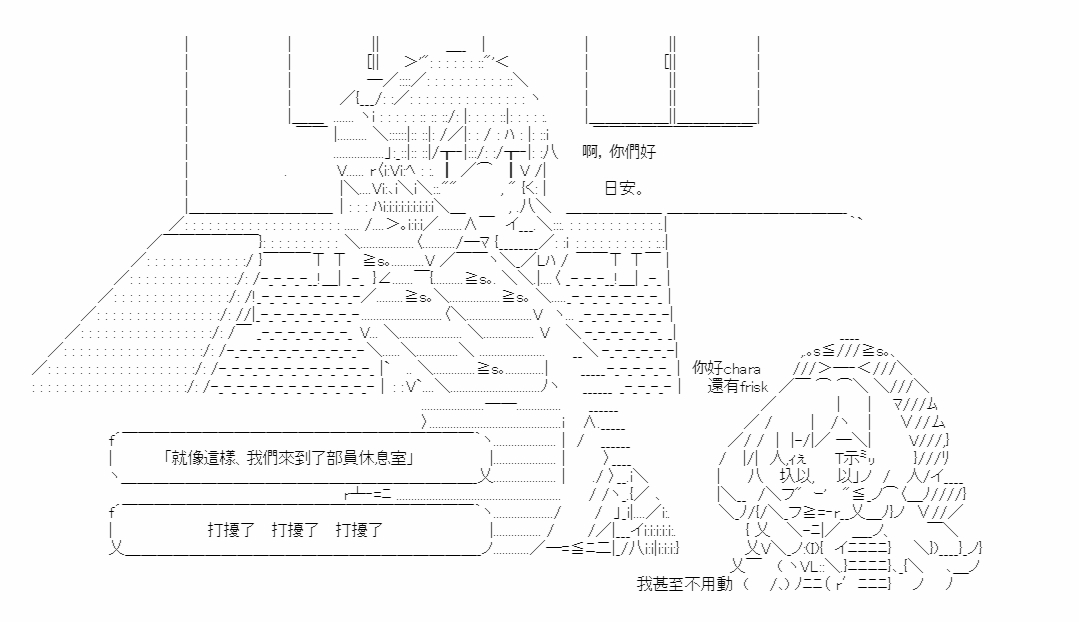 啊，你們好
日安。
你好chara
還有frisk
「就像這樣、我們來到了部員休息室」
打擾了　打擾了　打擾了
我甚至不用動